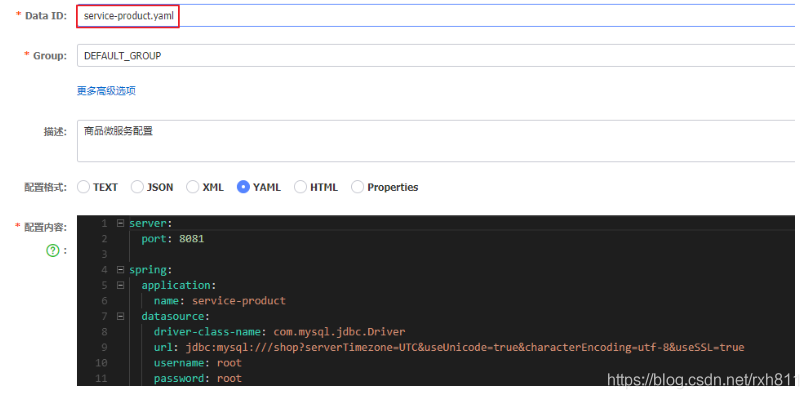 * Data ID: service-product.yaml
* Group: DEFAULT_GROUP
更多高级选项
描述: 商品微服务配置
配置格式: TEXT JSON XML YAML HTML Properties
* 配置内容:
? :
1 server:
2 port: 8081
3
4 spring:
5 application:
6 name: service-product
7 datasource:
8 driver-class-name: com.mysql.jdbc.Driver
9 url: jdbc:mysql:///shop?serverTimezone=UTC&useUnicode=true&characterEncoding=utf-8&useSSL=true
10 username: root
11 password: root
https://blog.csdn.net/rxh811